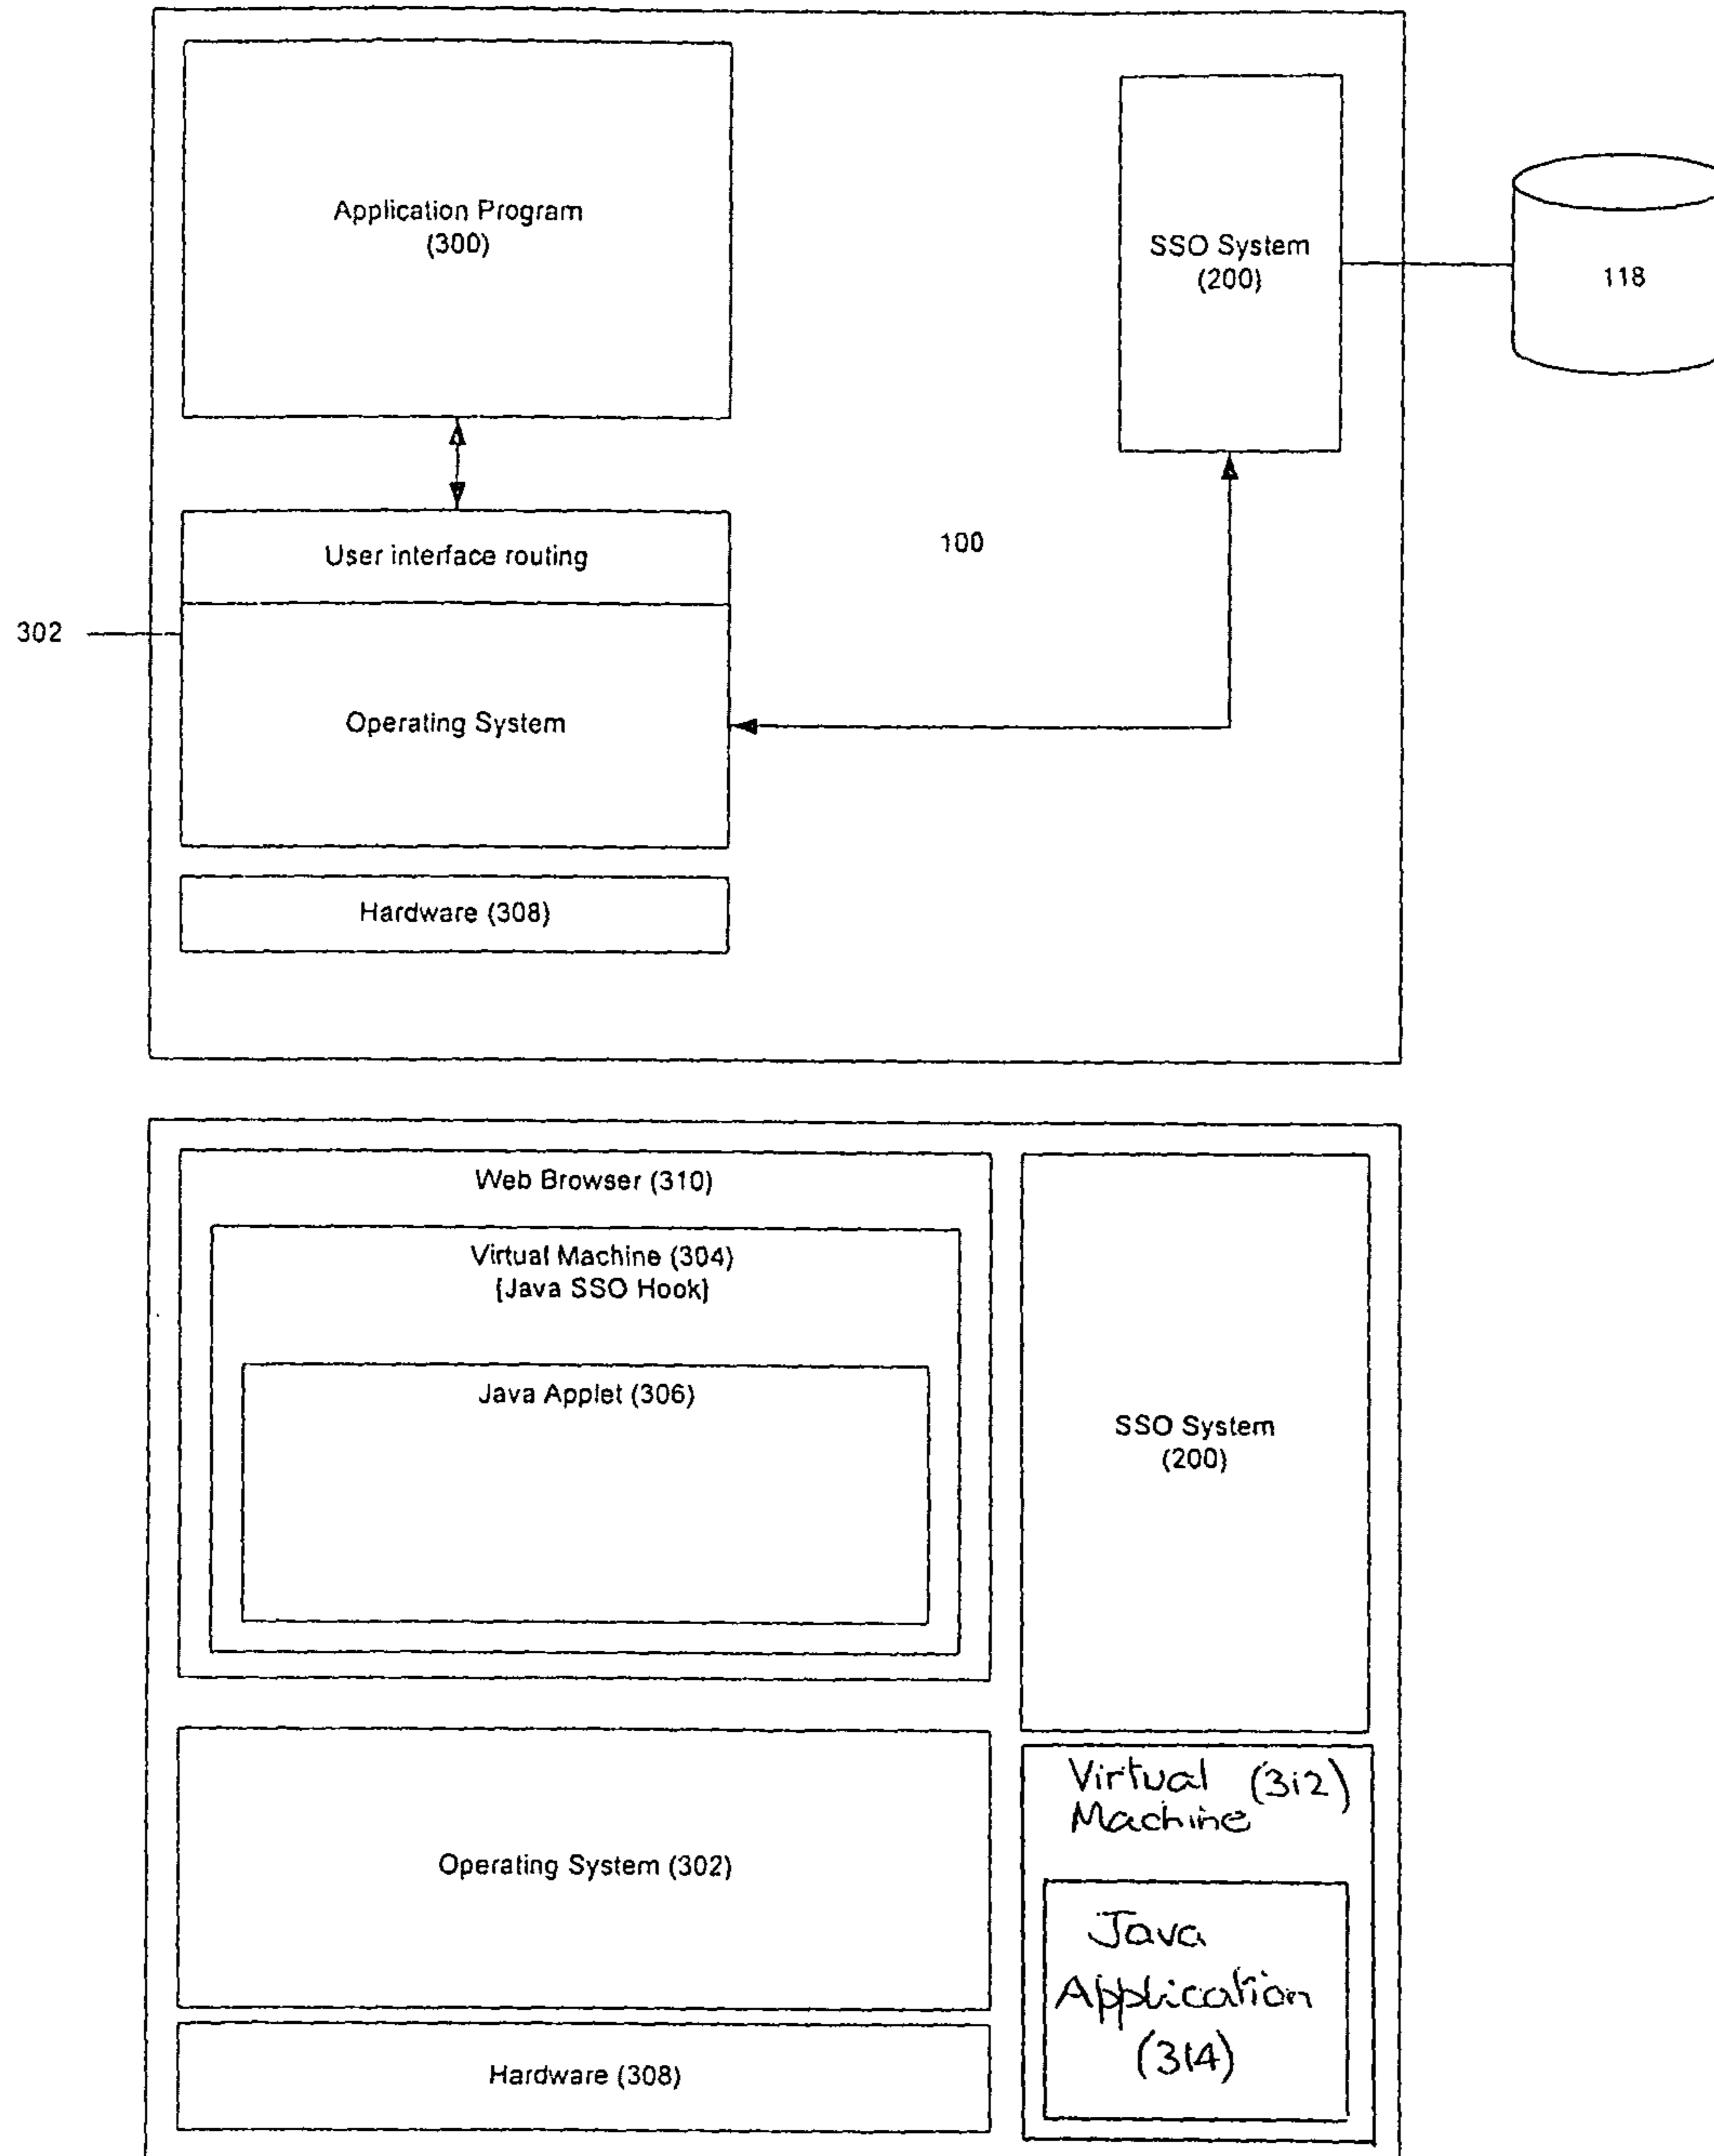 Application Program
(300)
SSO System
(200)
118
User interface routing
100
302
Operating System
Hardware (308)
Web Browser (310)
Virtual Machine (304)
{Java SSO Hook}
Java Applet (306)
SSO System
(200)
Operating System (302)
Virtual (312)
Machine
Java
Application
(314)
Hardware (308)